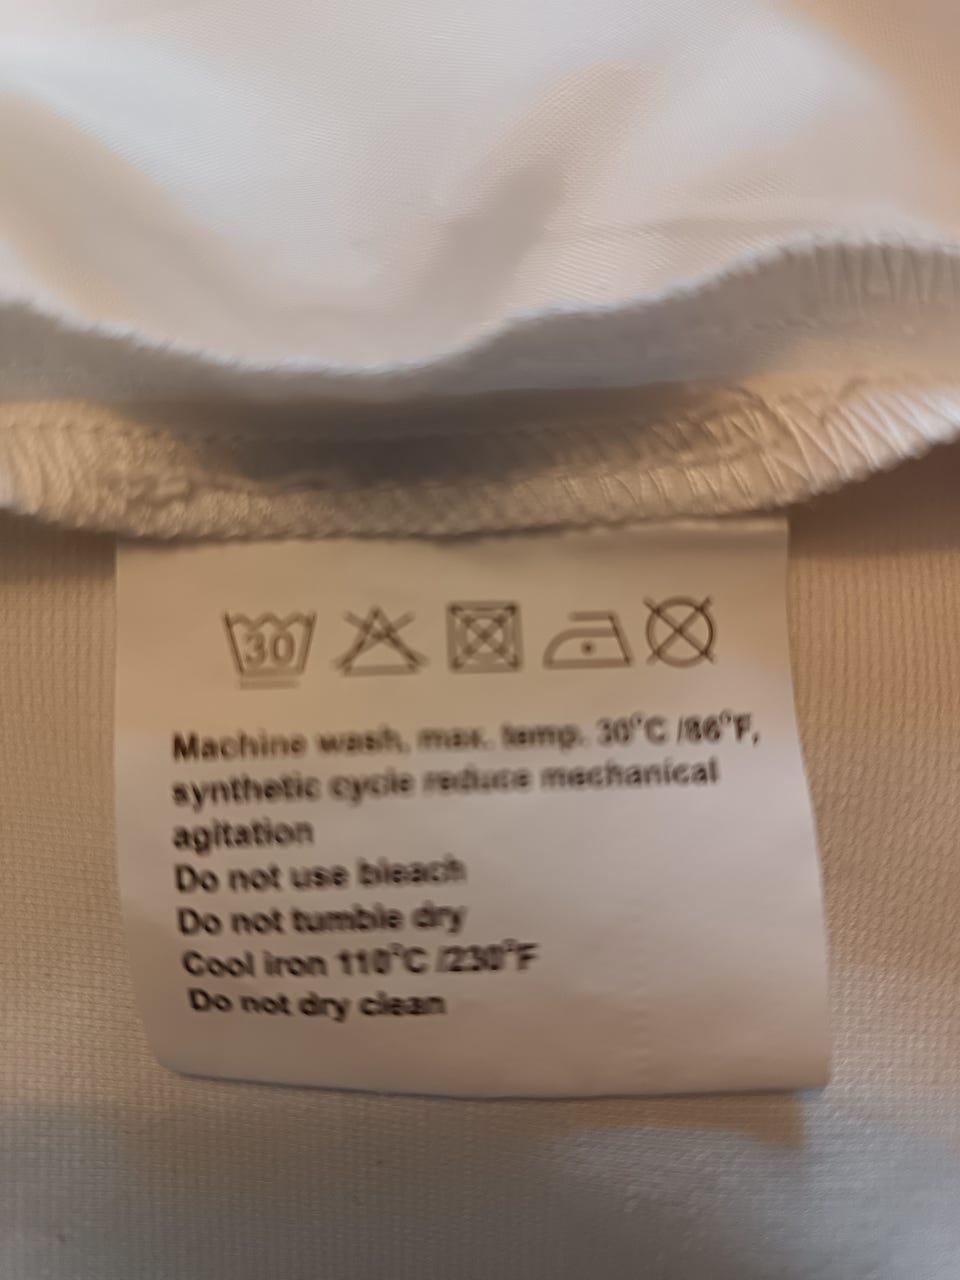 30
Machine wash, max. temp. 30°C /86°F,
synthetic cycle reduce mechanical
agitation
Do not use bleach
Do not tumble dry
Cool iron 110°C /230°F
Do not dry clean